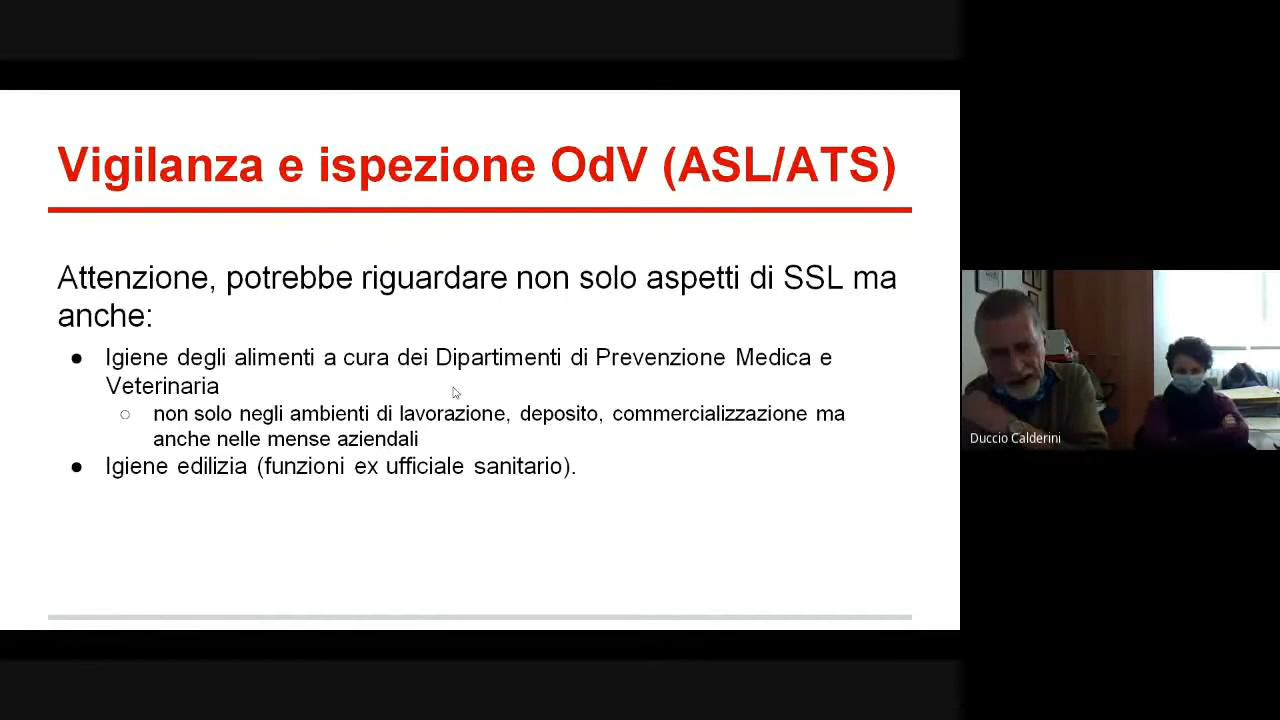 Vigilanza e ispezione OdV (ASL/ATS)
Attenzione, potrebbe riguardare non solo aspetti di SSL ma
anche:
● Igiene degli alimenti a cura dei Dipartimenti di Prevenzione Medica e
Veterinaria
○ non solo negli ambienti di lavorazione, deposito, commercializzazione ma
anche nelle mense aziendali
● Igiene edilizia (funzioni ex ufficiale sanitario).
Duccio Calderini